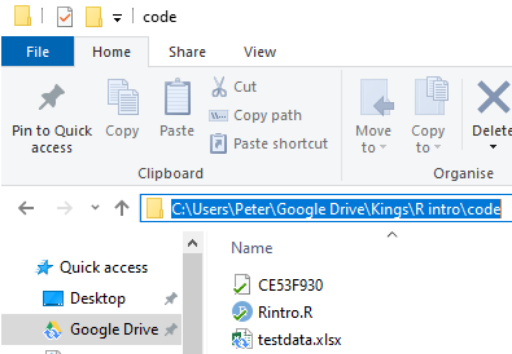 code
File Home Share View
Pin to Quick access
Copy
Paste
Cut
Copy path
Paste shortcut
Move to
Copy to
Delete
Clipboard
Organise
C:\Users\Peter\Google Drive\Kings\R intro\code
Name
Quick access
Desktop
Google Drive
CE53F930
Rintro.R
testdata.xlsx